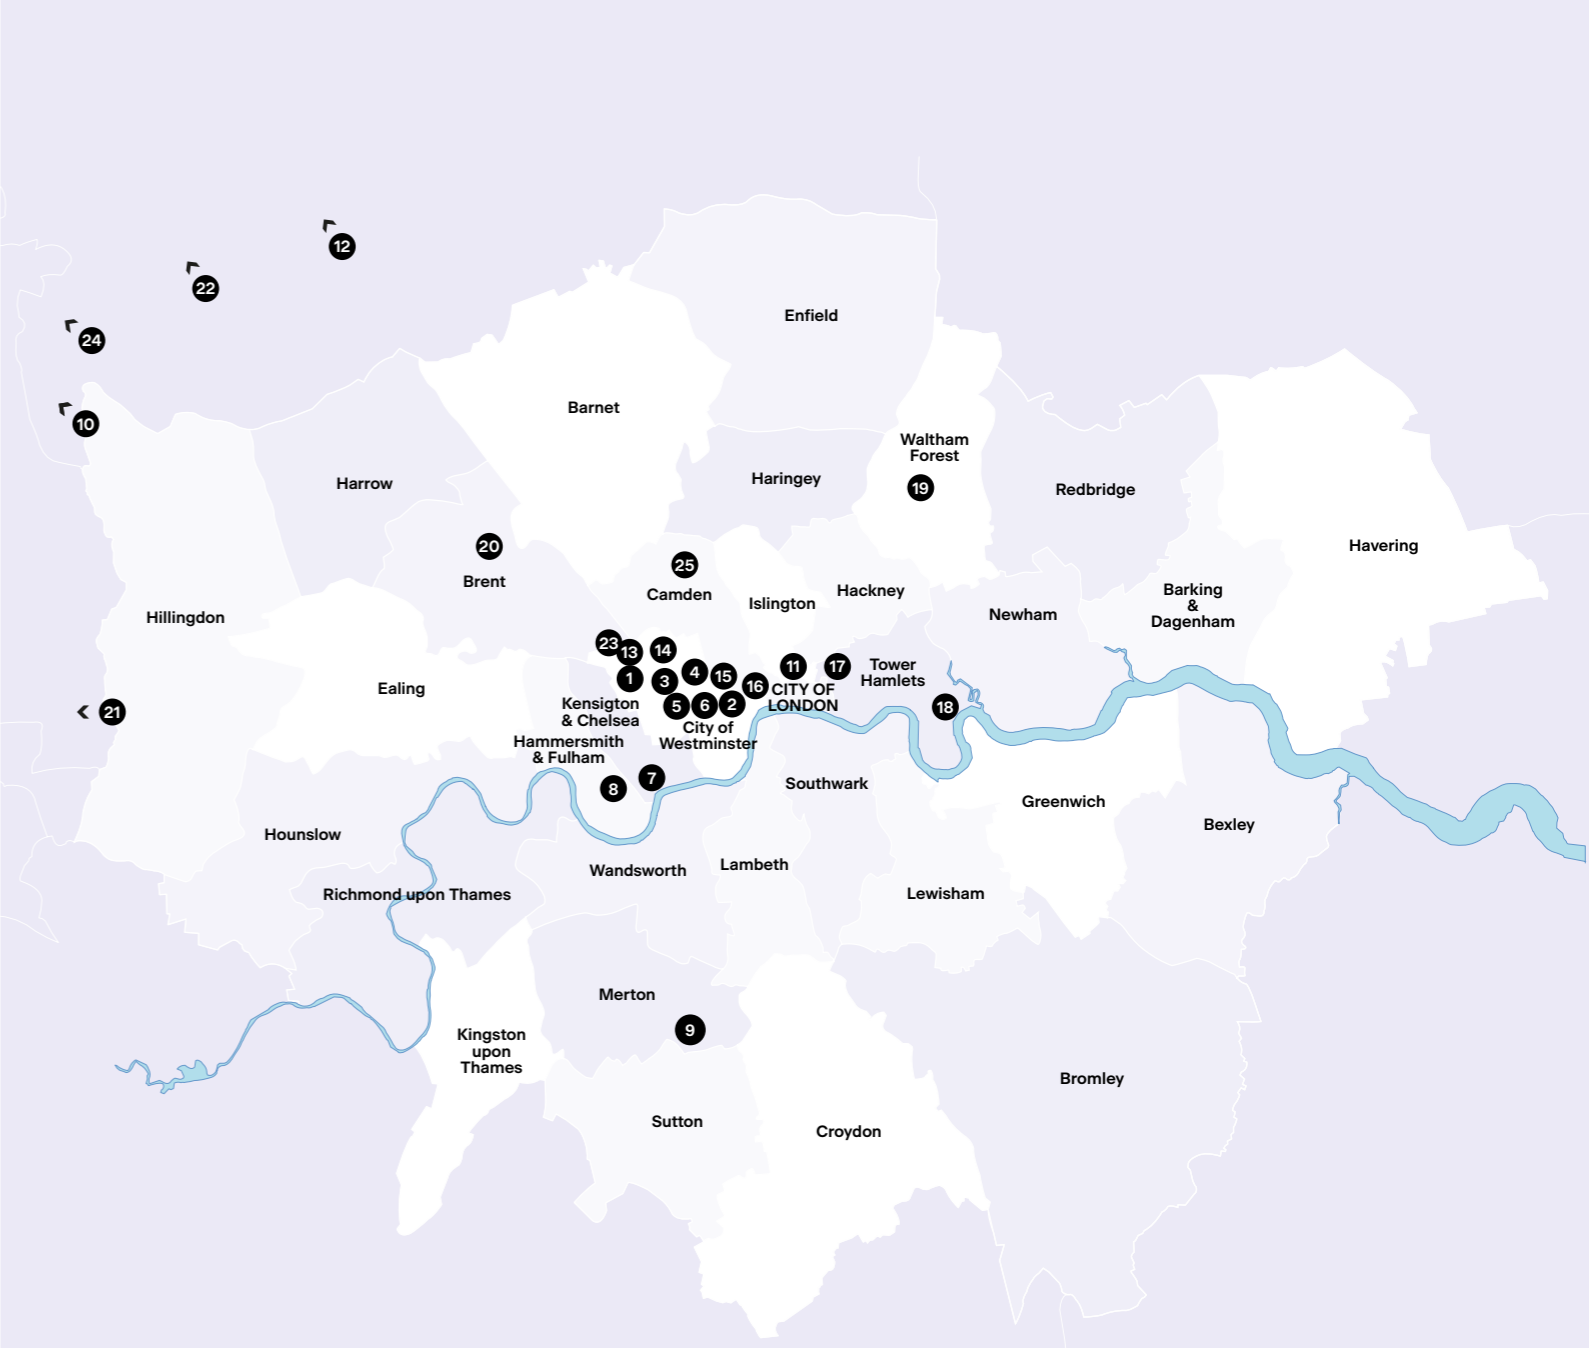 12
22
Enfield
24
Barnet
10
Waltham
Forest
Harrow
Haringey
19
Redbridge
20
Brent
25
Camden
Havering
Islington
Hackney
Barking
&
Dagenham
Hillingdon
Newham
23
13
14
1
3
4
15
16
11
17
Tower
Hamlets
Ealing
CITY OF
LONDON
5
6
2
18
21
Kensigton
& Chelsea
City of
Westminster
Hammersmith
& Fulham
7
8
Southwark
Greenwich
Hounslow
Bexley
Wandsworth
Lambeth
Richmond upon Thames
Lewisham
Merton
9
Kingston
upon
Thames
Bromley
Sutton
Croydon